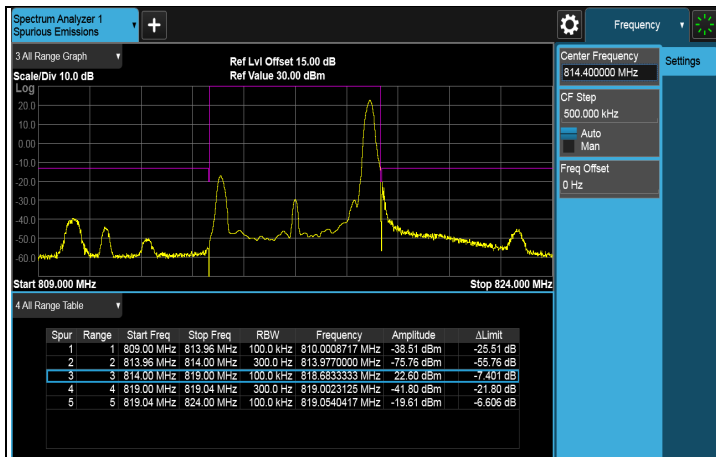 Spectrum Analyzer 1
Spurious Emissions
+
Frequency
3 All Range Graph
Ref Lvl Offset 15.00 dB
Scale/Div 10.0 dB
Ref Value 30.00 dBm
Log
20.0
10.0
0.00
-10.0
-20.0
-30.0
-40.0
-50.0
-60.0
Start 809.000 MHz
Stop 824.000 MHz
Center Frequency
814.400000 MHz
Settings
CF Step
500.000 kHz
Auto
Man
Freq Offset
0 Hz
4 All Range Table
Spur Range Start Freq Stop Freq RBW Frequency Amplitude ΔLimit
1 1 809.00 MHz 813.96 MHz 100.0 kHz 810.0008717 MHz -38.51 dBm -25.51 dB
2 2 813.96 MHz 814.00 MHz 300.0 Hz 813.9770000 MHz -75.76 dBm -55.76 dB
3 3 814.00 MHz 819.00 MHz 100.0 kHz 818.6833333 MHz 22.60 dBm -7.401 dB
4 4 819.00 MHz 819.04 MHz 300.0 Hz 819.0023125 MHz -41.80 dBm -21.80 dB
5 5 819.04 MHz 824.00 MHz 100.0 kHz 819.0540417 MHz -19.61 dBm -6.606 dB